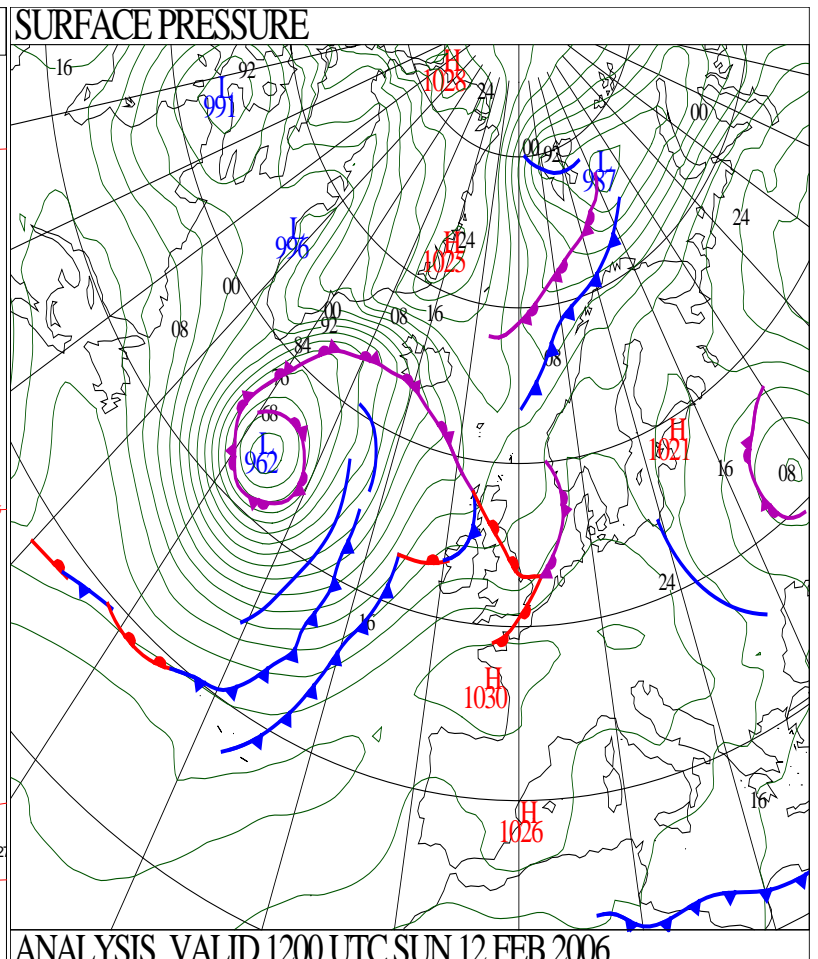 SURFACE PRESSURE
16
92
L
991
H
1028
24
00
00
92
L
987
24
L
996
H
24
1025
00
08
00
92
08
16
84
76
08
68
L
962
H
1021
16
08
24
16
H
1030
16
H
1026
ANALYSIS VALID 1200 UTC SUN 12 FEB 2006